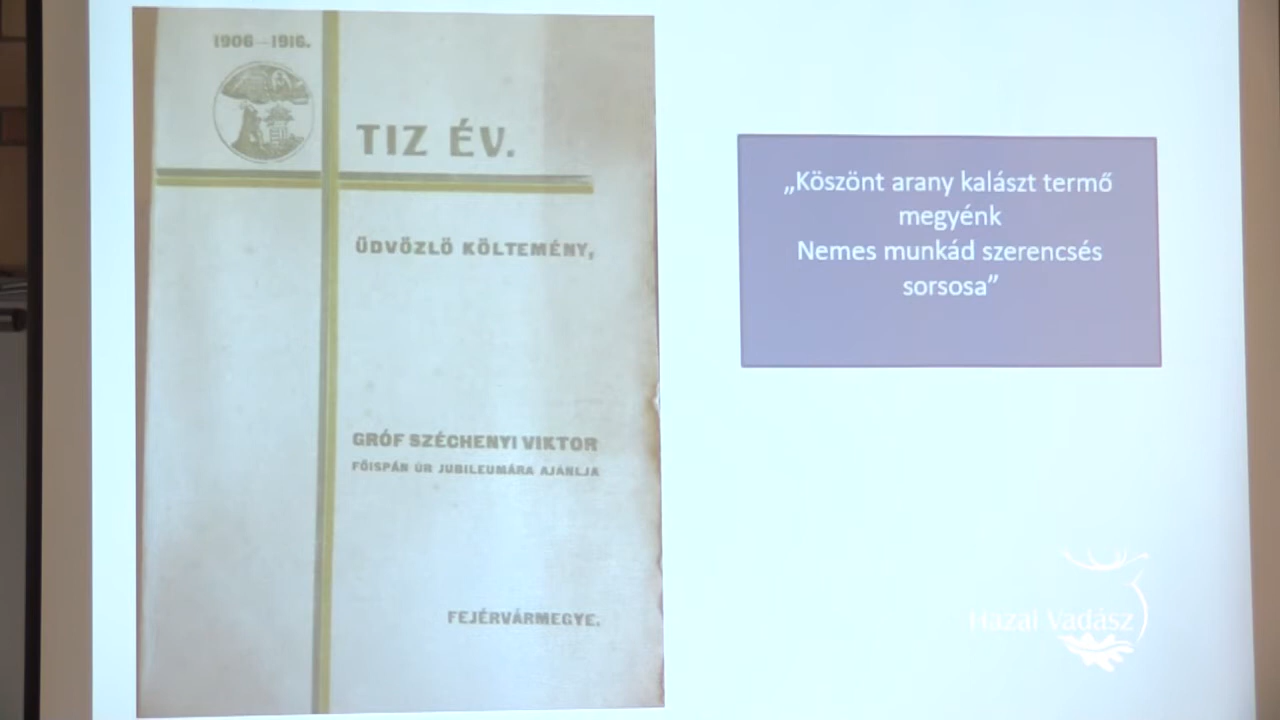 1906–1916.
TIZ ÉV.
ÜDVÖZLŐ KÖLTEMÉNY,
GRÓF SZÉCHENYI VIKTOR
FŐISPÁN ÚR JUBILEUMÁRA AJÁNLJA
FEJÉRVÁRMEGYE.
„Köszönt arany kalászt termő
megyénk
Nemes munkád szerencsés
sorsosa”
Hazai Vadász